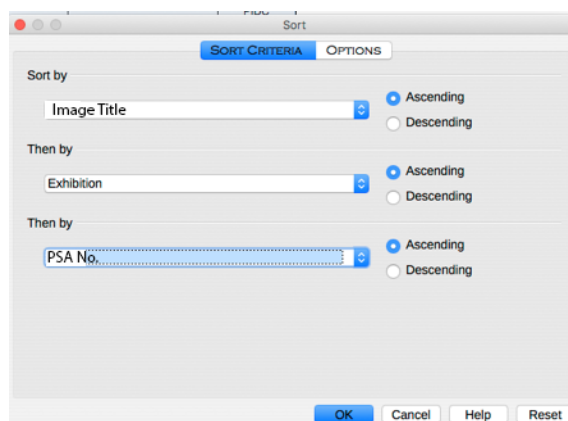 Sort
SORT CRITERIA OPTIONS
Sort by
Image Title
Ascending
Descending
Then by
Exhibition
Ascending
Descending
Then by
PSA No.
Ascending
Descending
OK Cancel Help Reset